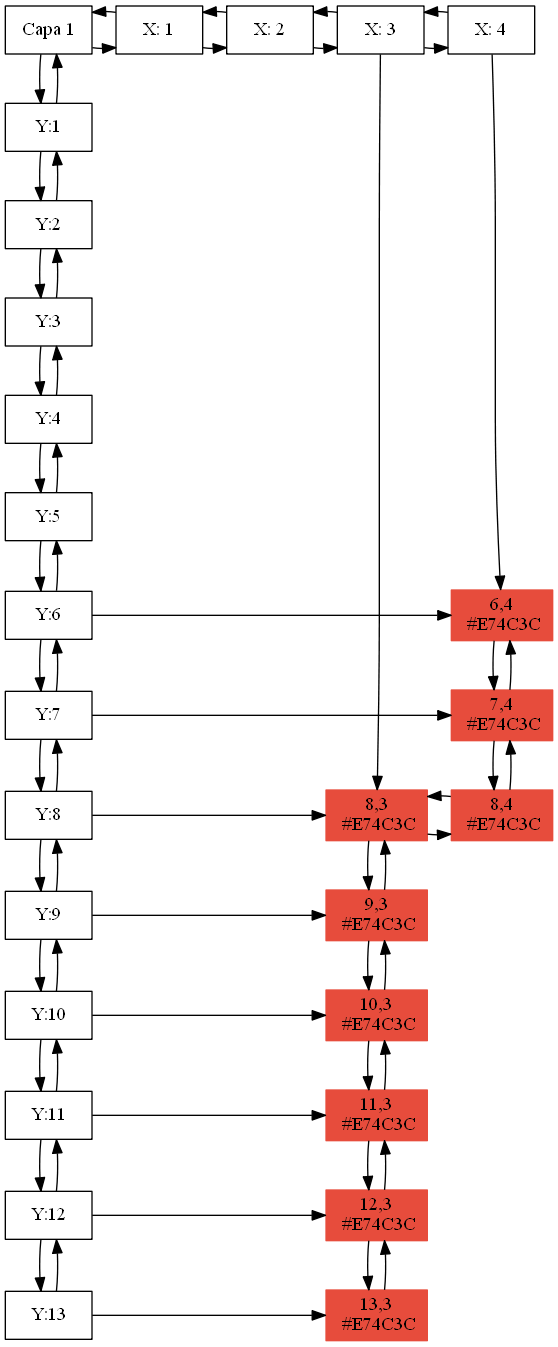 Capa 1
X: 1
X: 2
X: 3
X: 4
Y:1
Y:2
Y:3
Y:4
Y:5
Y:6
6,4
#E74C3C
Y:7
7,4
#E74C3C
Y:8
8,3
#E74C3C
8,4
#E74C3C
Y:9
9,3
#E74C3C
Y:10
10,3
#E74C3C
Y:11
11,3
#E74C3C
Y:12
12,3
#E74C3C
Y:13
13,3
#E74C3C